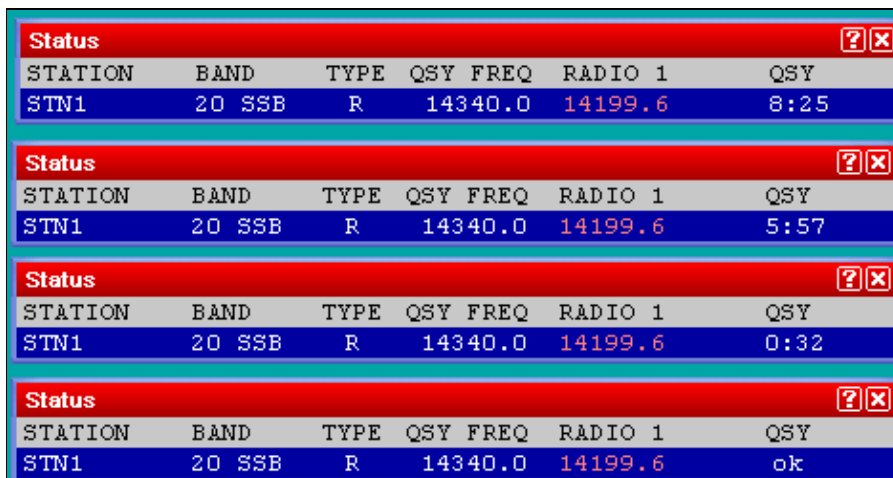 Status
STATION BAND TYPE QSY FREQ RADIO 1 QSY
STN1 20 SSB R 14340.0 14199.6 8:25
Status
STATION BAND TYPE QSY FREQ RADIO 1 QSY
STN1 20 SSB R 14340.0 14199.6 5:57
Status
STATION BAND TYPE QSY FREQ RADIO 1 QSY
STN1 20 SSB R 14340.0 14199.6 0:32
Status
STATION BAND TYPE QSY FREQ RADIO 1 QSY
STN1 20 SSB R 14340.0 14199.6 ok